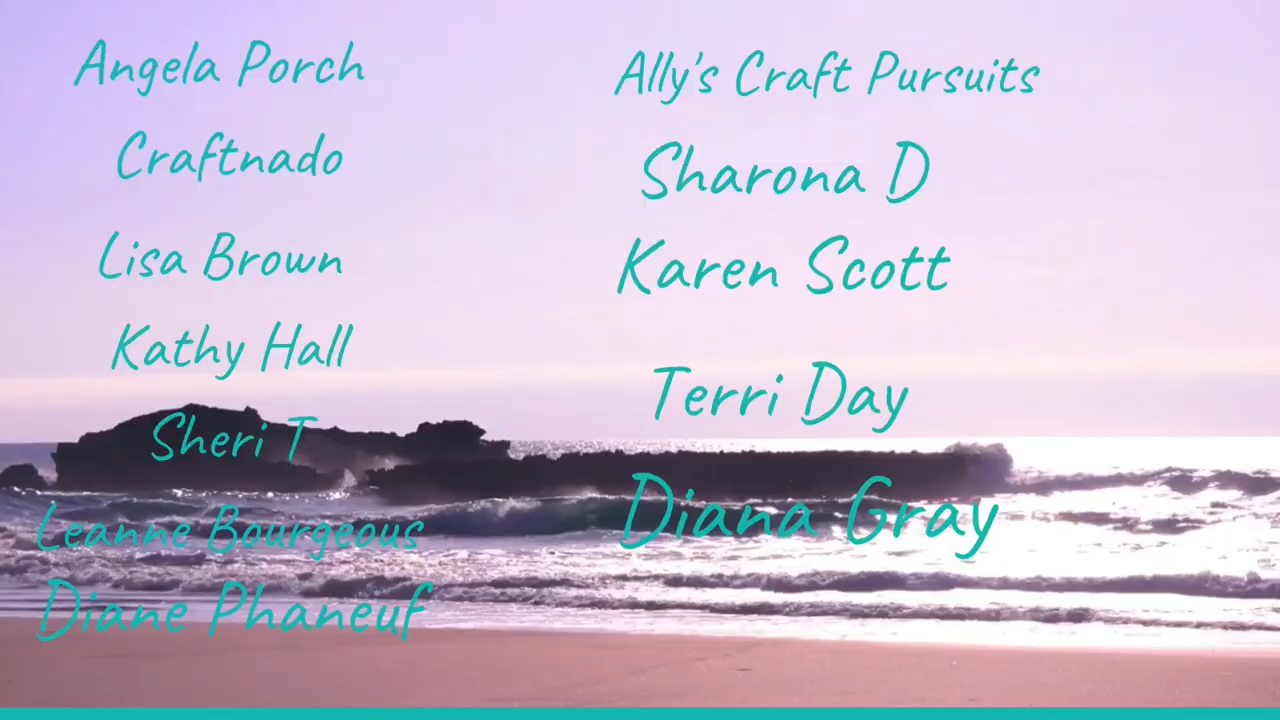 Angela Porch
Craftnado
Lisa Brown
Kathy Hall
Sheri T
Leanne Bourgeous
Diane Phaneuf
Ally's Craft Pursuits
Sharona D
Karen Scott
Terri Day
Diana Gray